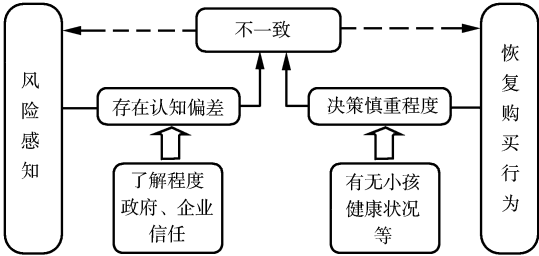 不一致
风险感知
存在认知偏差
决策慎重程度
恢复购买行为
了解程度
政府、企业
信任
有无小孩
健康状况
等